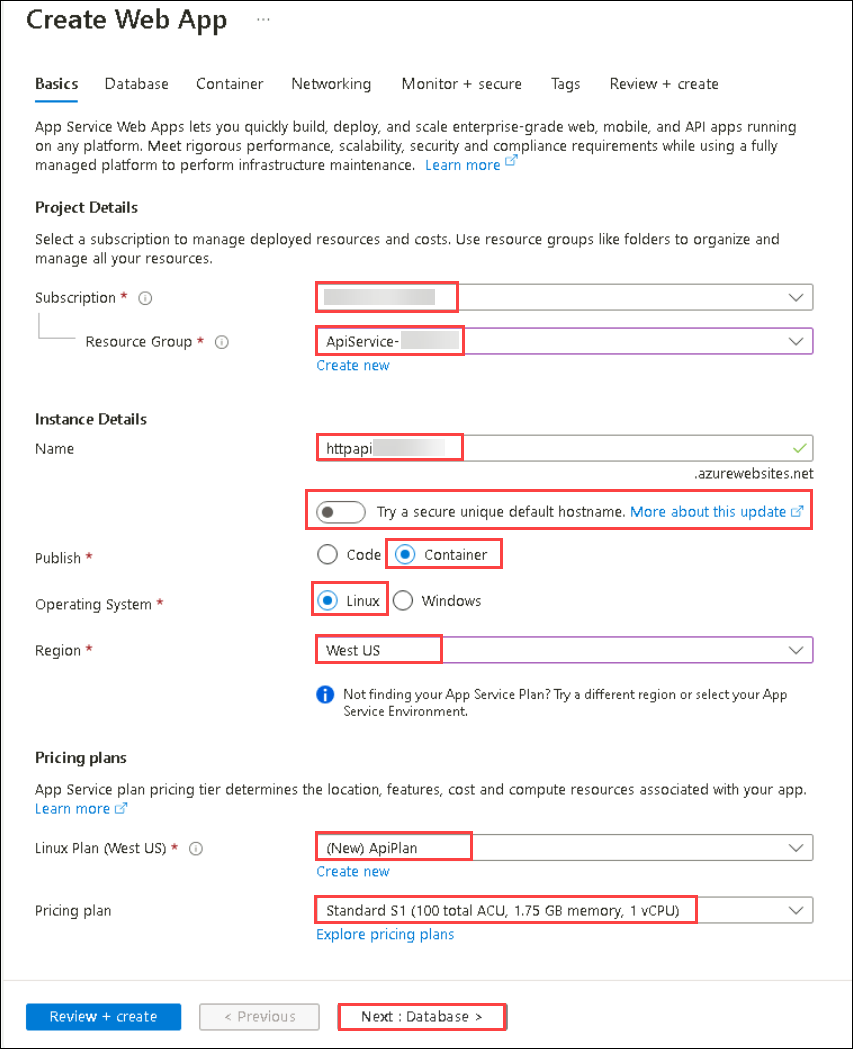 Create Web App ...
Basics Database Container Networking Monitor + secure Tags Review + create
App Service Web Apps lets you quickly build, deploy, and scale enterprise-grade web, mobile, and API apps running
on any platform. Meet rigorous performance, scalability, security and compliance requirements while using a fully
managed platform to perform infrastructure maintenance. Learn more
Project Details
Select a subscription to manage deployed resources and costs. Use resource groups like folders to organize and
manage all your resources.
Subscription *
Resource Group * ApiService-
Create new
Instance Details
Name httpapi
.azurewebsites.net
Try a secure unique default hostname. More about this update
Publish * Code Container
Operating System * Linux Windows
Region * West US
Not finding your App Service Plan? Try a different region or select your App
Service Environment.
Pricing plans
App Service plan pricing tier determines the location, features, cost and compute resources associated with your app.
Learn more
Linux Plan (West US) * (New) ApiPlan
Create new
Pricing plan Standard S1 (100 total ACU, 1.75 GB memory, 1 vCPU)
Explore pricing plans
Review + create < Previous Next : Database >